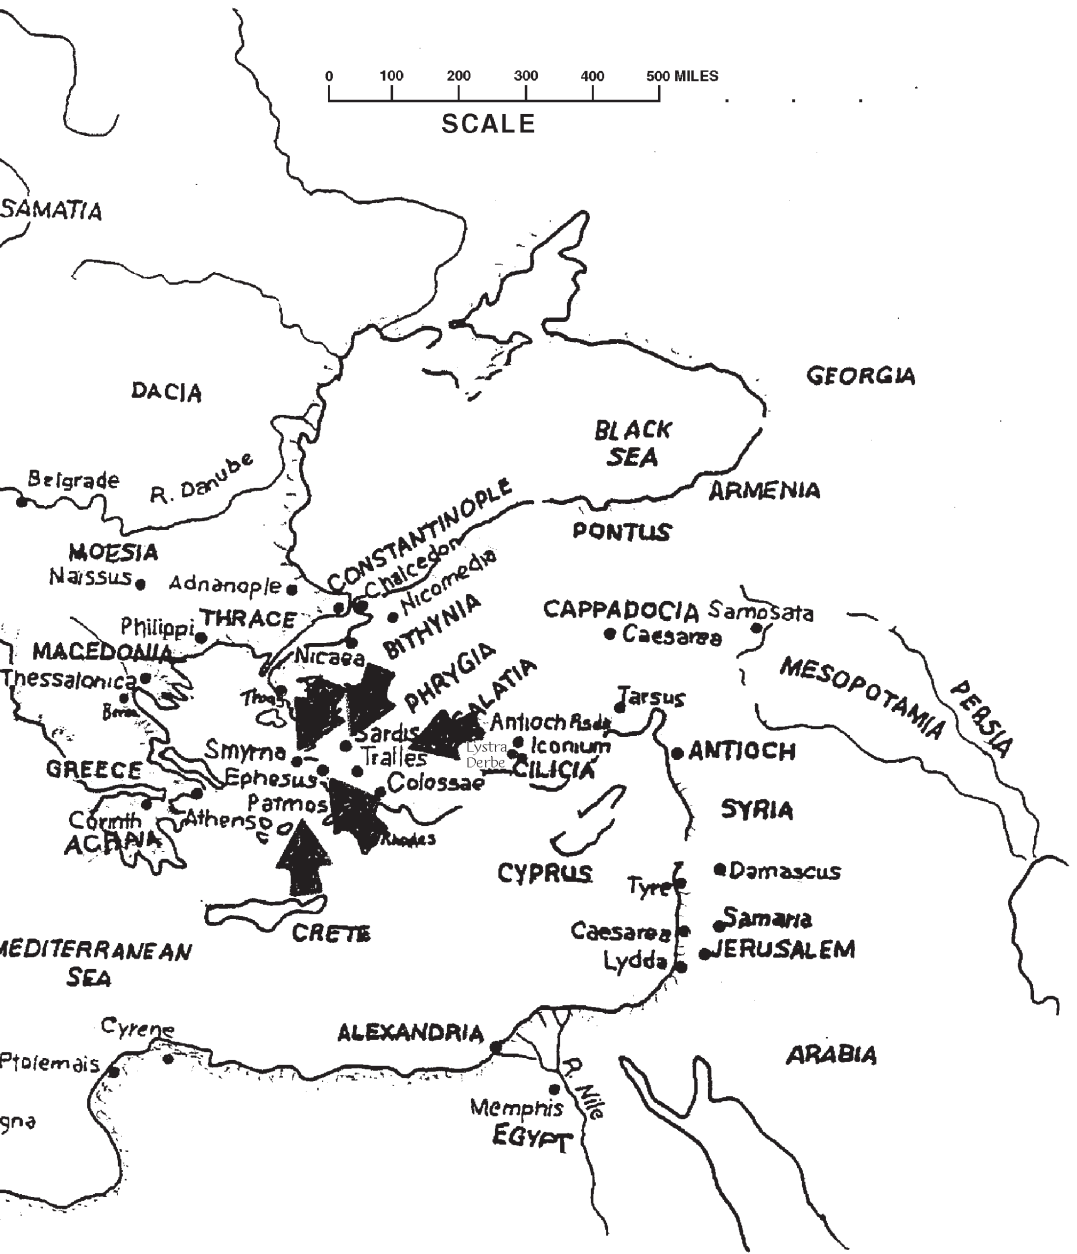 0 100 200 300 400 500 MILES
SCALE
SAMATIA
DACIA
GEORGIA
BLACK
SEA
Belgrade
R. Danube
ARMENIA
CONSTANTINOPLE
PONTUS
MOESIA
Naissus
Adnanople
Chalcedon
Nicomedia
THRACE
BITHYNIA
CAPPADOCIA
Samosata
Caesarea
Philippi
MACEDONIA
Nicaea
PHRYGIA
GALATIA
MESOPOTAMIA
PERSIA
Thessalonica
Tarsus
Antioch Pisda
Sardis
Iconium
Lystra
Derbe
Smyrna
Tralles
CILICIA
ANTIOCH
GREECE
Ephesus
Colossae
Patmos
Corinth
Athens
SYRIA
ACHAIA
Rhodes
CYPRUS
Tyre
Damascus
Samaria
Caesarea
CRETE
JERUSALEM
Lydda
MEDITERRANEAN
SEA
Cyrene
ALEXANDRIA
Ptolemais
ARABIA
R. Nile
Memphis
EGYPT
gna